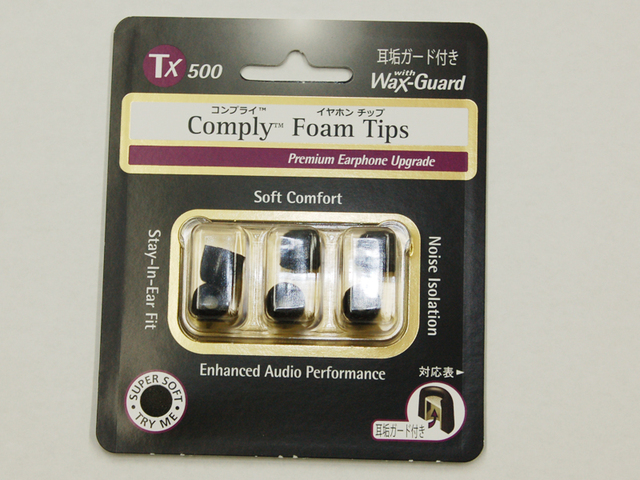 Tx 500
耳垢ガード付き
with
Wax-Guard
コンプライ™ イヤホン チップ
Comply™ Foam Tips
Premium Earphone Upgrade
Soft Comfort
Stay-In-Ear Fit
Noise Isolation
Enhanced Audio Performance
対応表►
SUPER SOFT
TRY ME
耳垢ガード付き